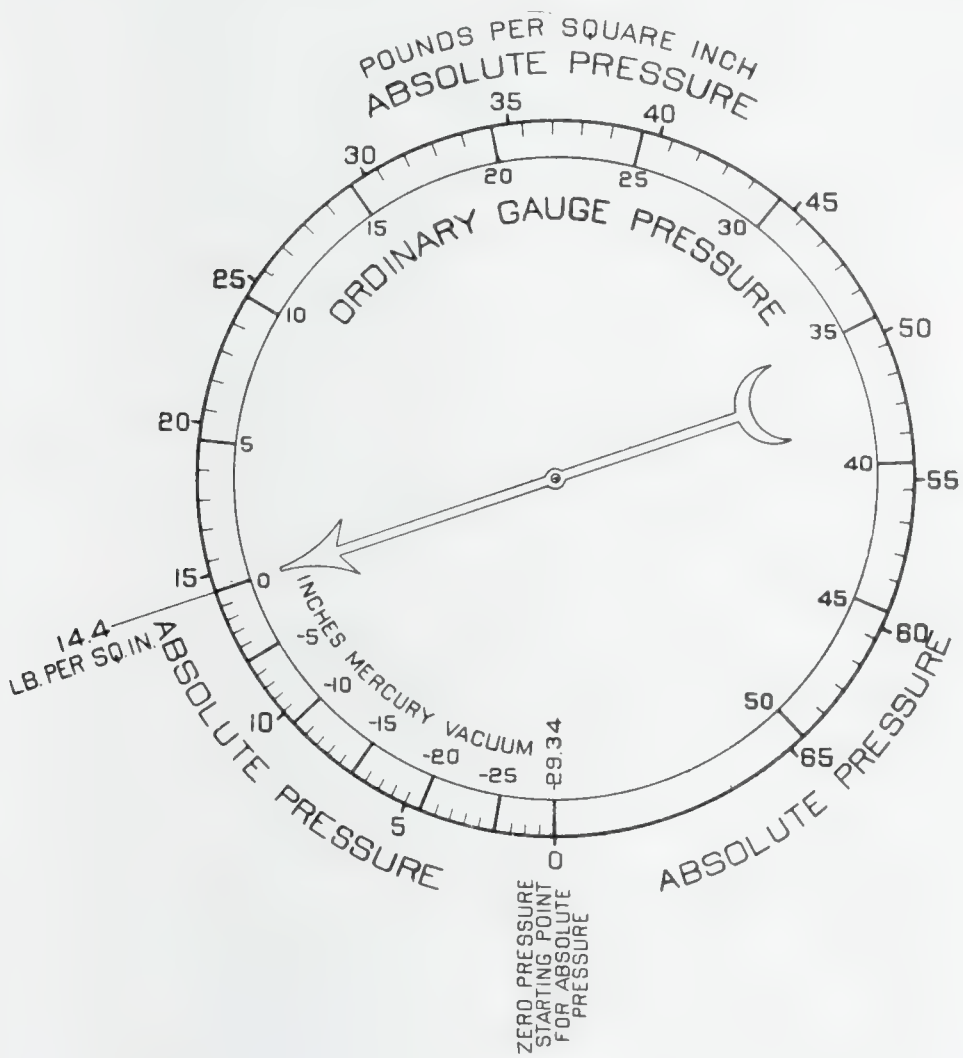 POUNDS PER SQUARE INCH
ABSOLUTE PRESSURE
35
40
30
45
20
25
15
30
ORDINARY GAUGE PRESSURE
25
10
35
50
20
5
40
55
15
0
14.4
LB. PER SQ. IN.
INCHES MERCURY VACUUM
-5
-10
-15
-20
-25
-29.34
45
60
50
65
10
5
0
ABSOLUTE PRESSURE
ABSOLUTE PRESSURE
ZERO PRESSURE
STARTING POINT
FOR ABSOLUTE
PRESSURE